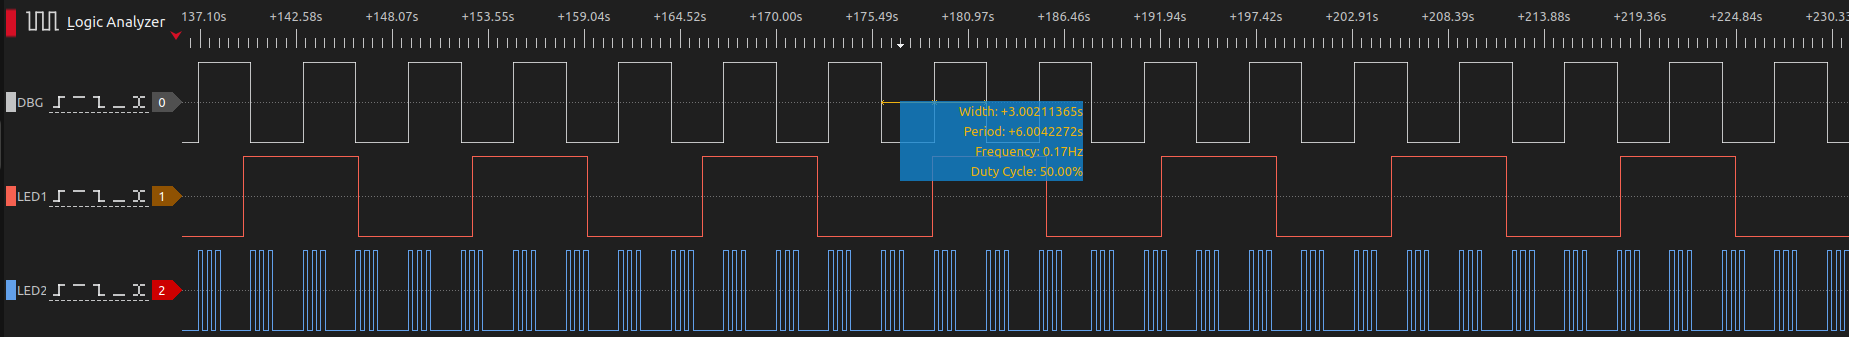 Logic Analyzer
137.10s +142.58s +148.07s +153.55s +159.04s +164.52s +170.00s +175.49s +180.97s +186.46s +191.94s +197.42s +202.91s +208.39s +213.88s +219.36s +224.84s +230.33
DBG 0
Width: +3.00211365s
Period: +6.0042272s
Frequency: 0.17Hz
Duty Cycle: 50.00%
LED1 1
LED2 2